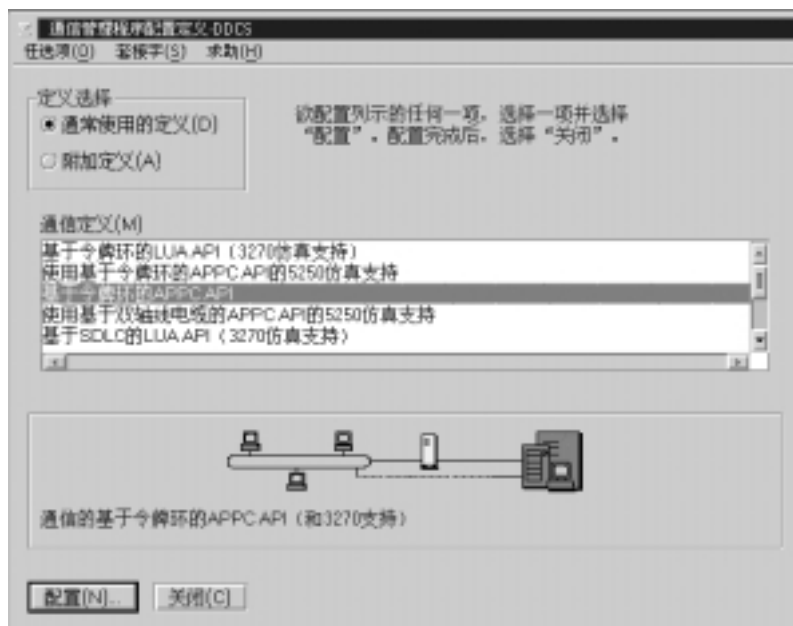 通信管理程序配置定义-DDCS
任选项(O) 套接字(S) 求助(H)
定义选择
通常使用的定义(D)
附加定义(A)
欲配置列示的任何一项，选择一项并选择
“配置”。配置完成后，选择“关闭”。
通信定义(M)
基于令牌环的LUA API（3270仿真支持）
使用基于令牌环的APPC API的5250仿真支持
基于令牌环的APPC API
使用基于双轴线电缆的APPC API的5250仿真支持
基于SDLC的LUA API（3270仿真支持）
通信的基于令牌环的APPC API（和3270支持）
配置(N)... 关闭(C)